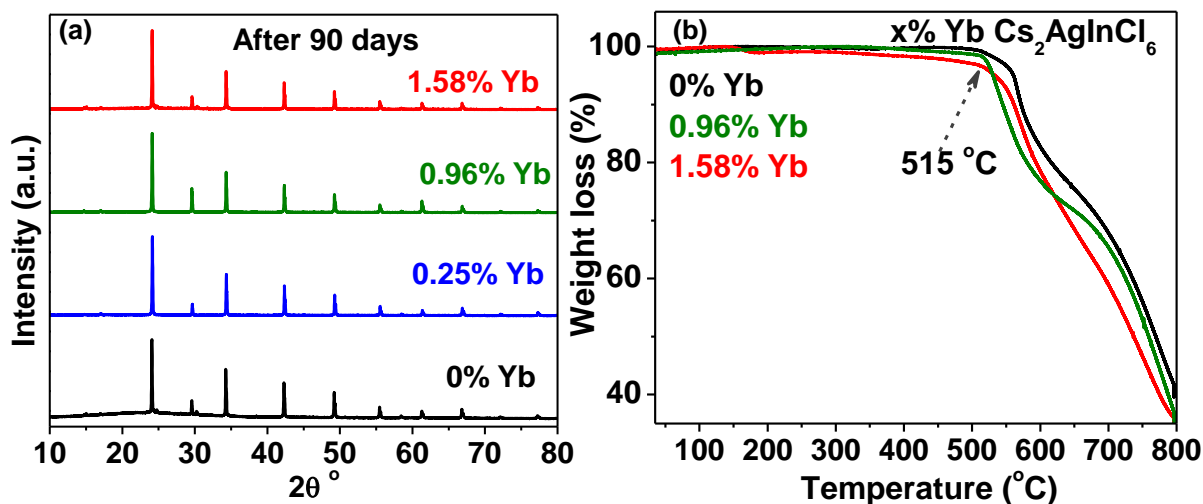 (a)
After 90 days
1.58% Yb
0.96% Yb
0.25% Yb
0% Yb
Intensity (a.u.)
10 20 30 40 50 60 70 80
2θ °
(b)
x% Yb Cs₂AgInCl₆
0% Yb
0.96% Yb
1.58% Yb
515 °C
Weight loss (%)
100
80
60
40
100 200 300 400 500 600 700 800
Temperature (°C)